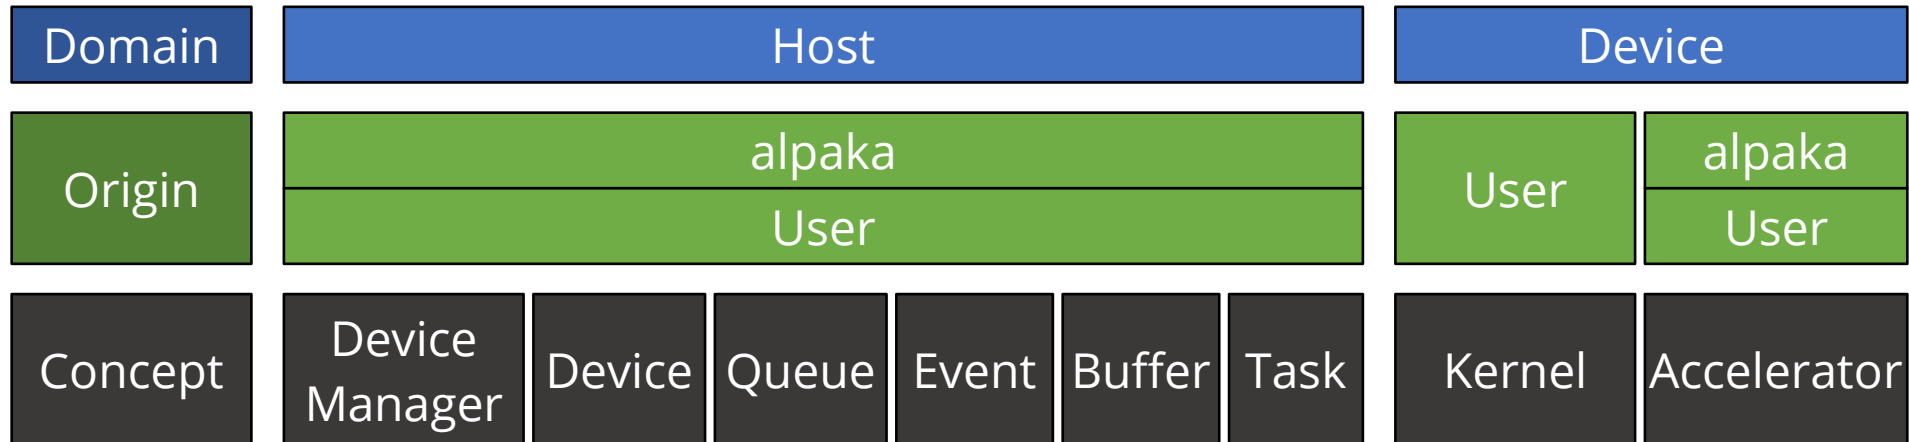 Domain
Host
Device
Origin
alpaka
User
User
alpaka
User
Concept
Device
Manager
Device
Queue
Event
Buffer
Task
Kernel
Accelerator